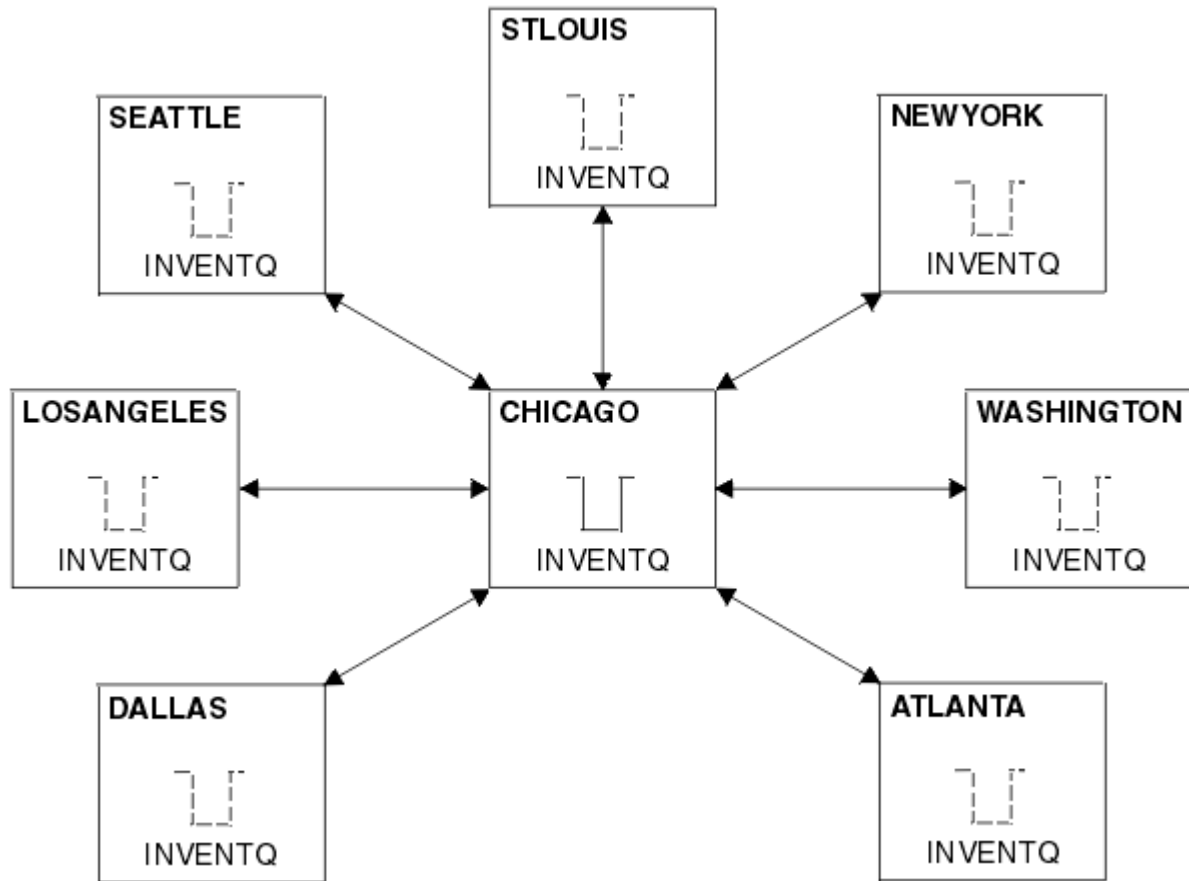 STLOUIS
INVENTQ
SEATTLE
INVENTQ
NEWYORK
INVENTQ
LOSANGELES
INVENTQ
CHICAGO
INVENTQ
WASHINGTON
INVENTQ
DALLAS
INVENTQ
ATLANTA
INVENTQ